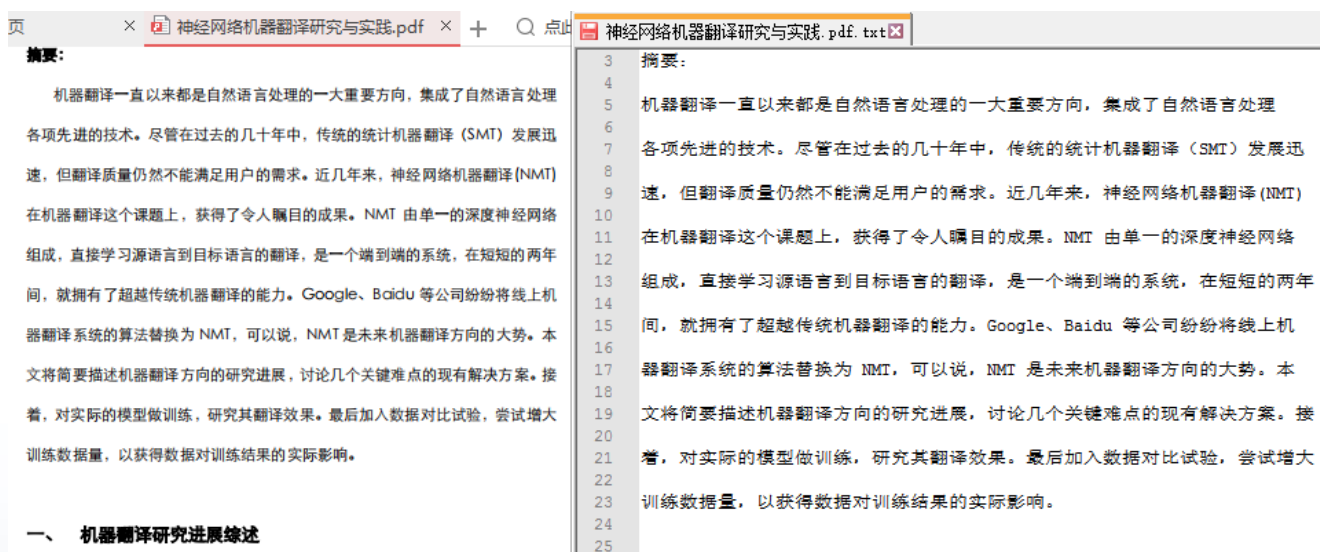 页 × 神经网络机器翻译研究与实践.pdf × + 点此
摘要：
机器翻译一直以来都是自然语言处理的一大重要方向，集成了自然语言处理
各项先进的技术。尽管在过去的几十年中，传统的统计机器翻译（SMT）发展迅
速，但翻译质量仍然不能满足用户的需求。近几年来，神经网络机器翻译(NMT)
在机器翻译这个课题上，获得了令人瞩目的成果。NMT 由单一的深度神经网络
组成，直接学习源语言到目标语言的翻译，是一个端到端的系统，在短短的两年
间，就拥有了超越传统机器翻译的能力。Google、Baidu 等公司纷纷将线上机
器翻译系统的算法替换为 NMT，可以说，NMT 是未来机器翻译方向的大势。本
文将简要描述机器翻译方向的研究进展，讨论几个关键难点的现有解决方案。接
着，对实际的模型做训练，研究其翻译效果。最后加入数据对比试验，尝试增大
训练数据量，以获得数据对训练结果的实际影响。
一、 机器翻译研究进展综述
神经网络机器翻译研究与实践.pdf.txt
3 摘要：
4
5 机器翻译一直以来都是自然语言处理的一大重要方向，集成了自然语言处理
6
7 各项先进的技术。尽管在过去的几十年中，传统的统计机器翻译（SMT）发展迅
8
9 速，但翻译质量仍然不能满足用户的需求。近几年来，神经网络机器翻译(NMT)
10
11 在机器翻译这个课题上，获得了令人瞩目的成果。NMT 由单一的深度神经网络
12
13 组成，直接学习源语言到目标语言的翻译，是一个端到端的系统，在短短的两年
14
15 间，就拥有了超越传统机器翻译的能力。Google、Baidu 等公司纷纷将线上机
16
17 器翻译系统的算法替换为 NMT，可以说，NMT 是未来机器翻译方向的大势。本
18
19 文将简要描述机器翻译方向的研究进展，讨论几个关键难点的现有解决方案。接
20
21 着，对实际的模型做训练，研究其翻译效果。最后加入数据对比试验，尝试增大
22
23 训练数据量，以获得数据对训练结果的实际影响。
24
25